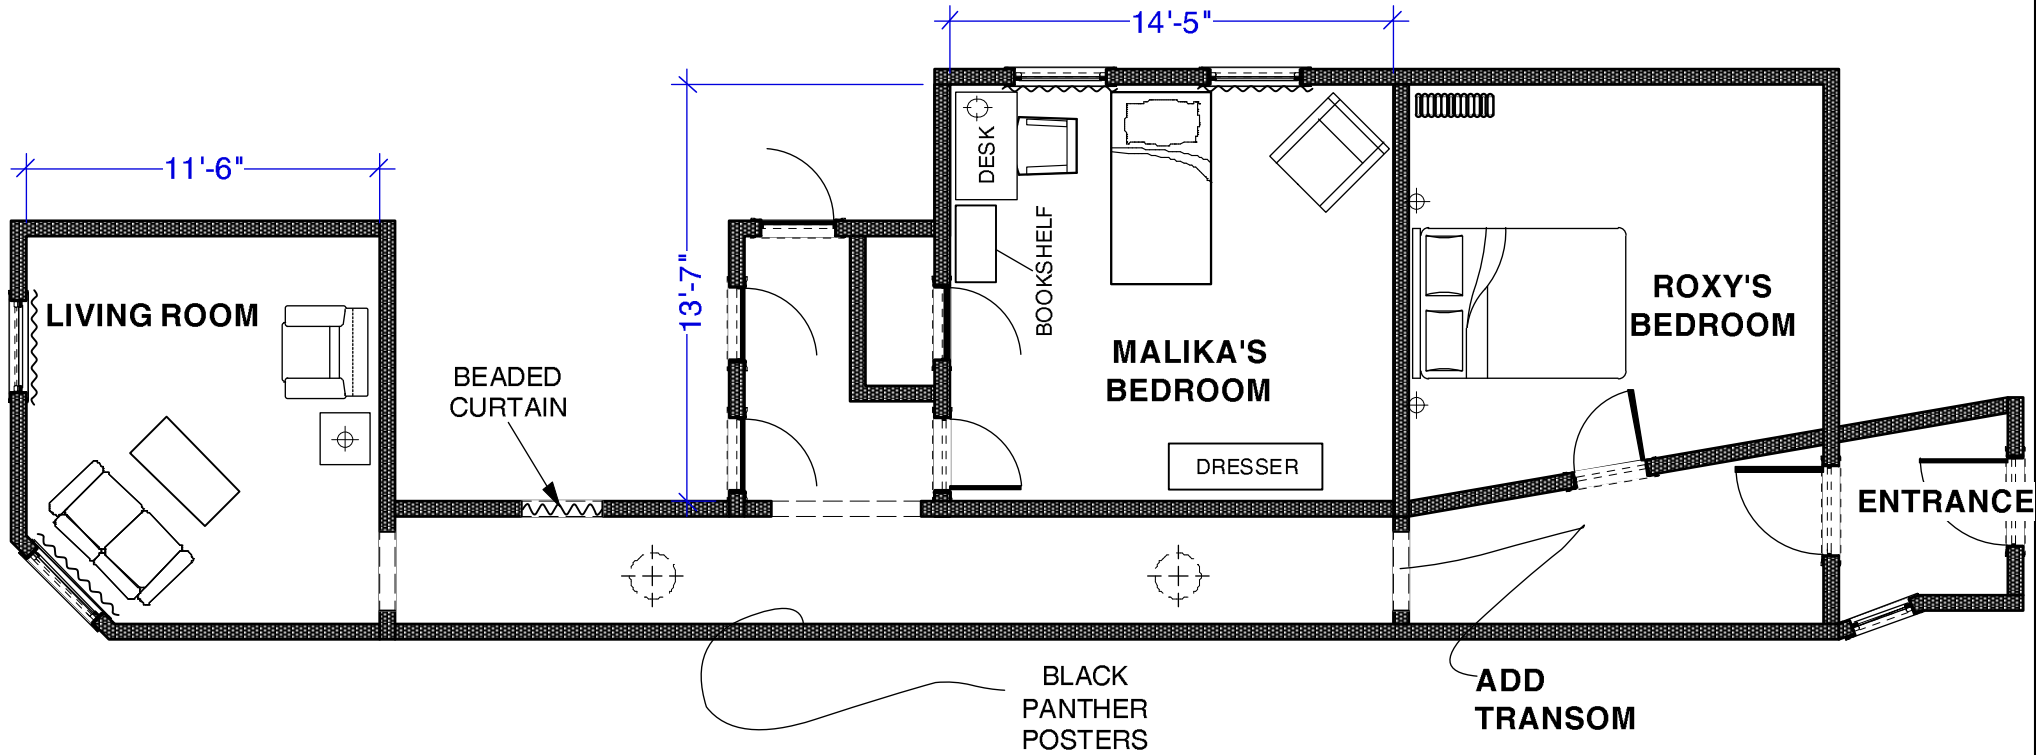 14'-5"
11'-6"
13'-7"
DESK
BOOKSHELF
LIVING ROOM
ROXY'S
BEDROOM
MALIKA'S
BEDROOM
BEADED
CURTAIN
DRESSER
ENTRANCE
BLACK
PANTHER
POSTERS
ADD
TRANSOM